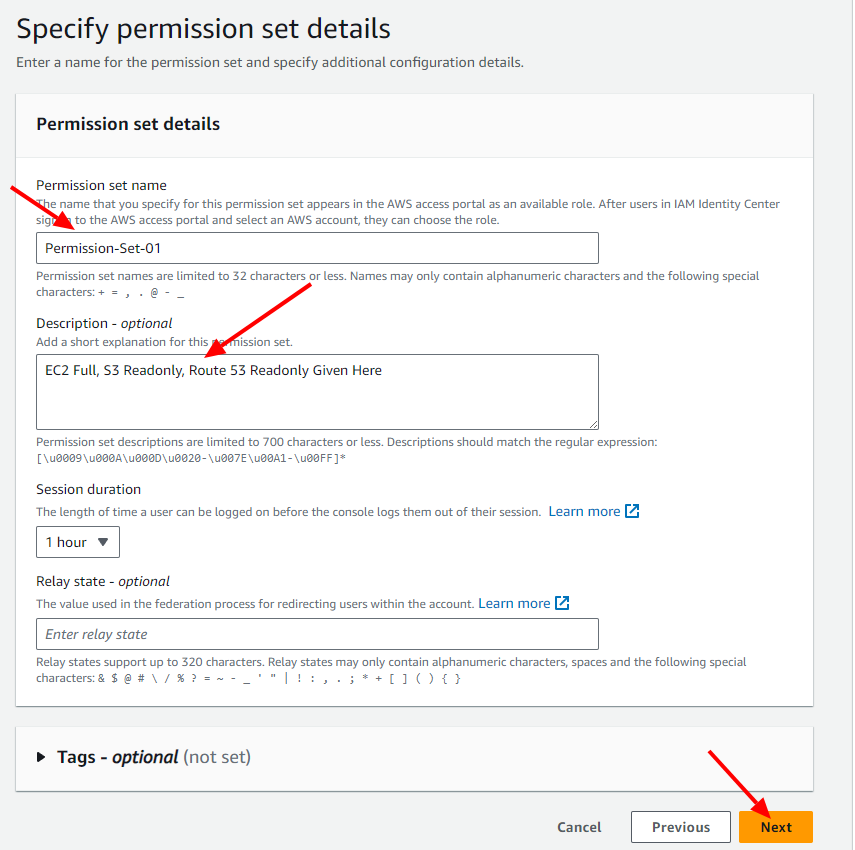 Specify permission set details
Enter a name for the permission set and specify additional configuration details.
Permission set details
Permission set name
The name that you specify for this permission set appears in the AWS access portal as an available role. After users in IAM Identity Center
sign in to the AWS access portal and select an AWS account, they can choose the role.
Permission-Set-01
Permission set names are limited to 32 characters or less. Names may only contain alphanumeric characters and the following special
characters: + = , . @ - _
Description - optional
Add a short explanation for this permission set.
EC2 Full, S3 Readonly, Route 53 Readonly Given Here
Permission set descriptions are limited to 700 characters or less. Descriptions should match the regular expression:
[\u0009\u000A\u000D\u0020-\u007E\u00A1-\u00FF]*
Session duration
The length of time a user can be logged on before the console logs them out of their session. Learn more
1 hour
Relay state - optional
The value used in the federation process for redirecting users within the account. Learn more
Enter relay state
Relay states support up to 320 characters. Relay states may only contain alphanumeric characters, spaces and the following special
characters: & $ @ # \ / % ? = ~ - _ ' " | ! : , . ; * + [ ] ( ) { }
Tags - optional (not set)
Cancel Previous Next